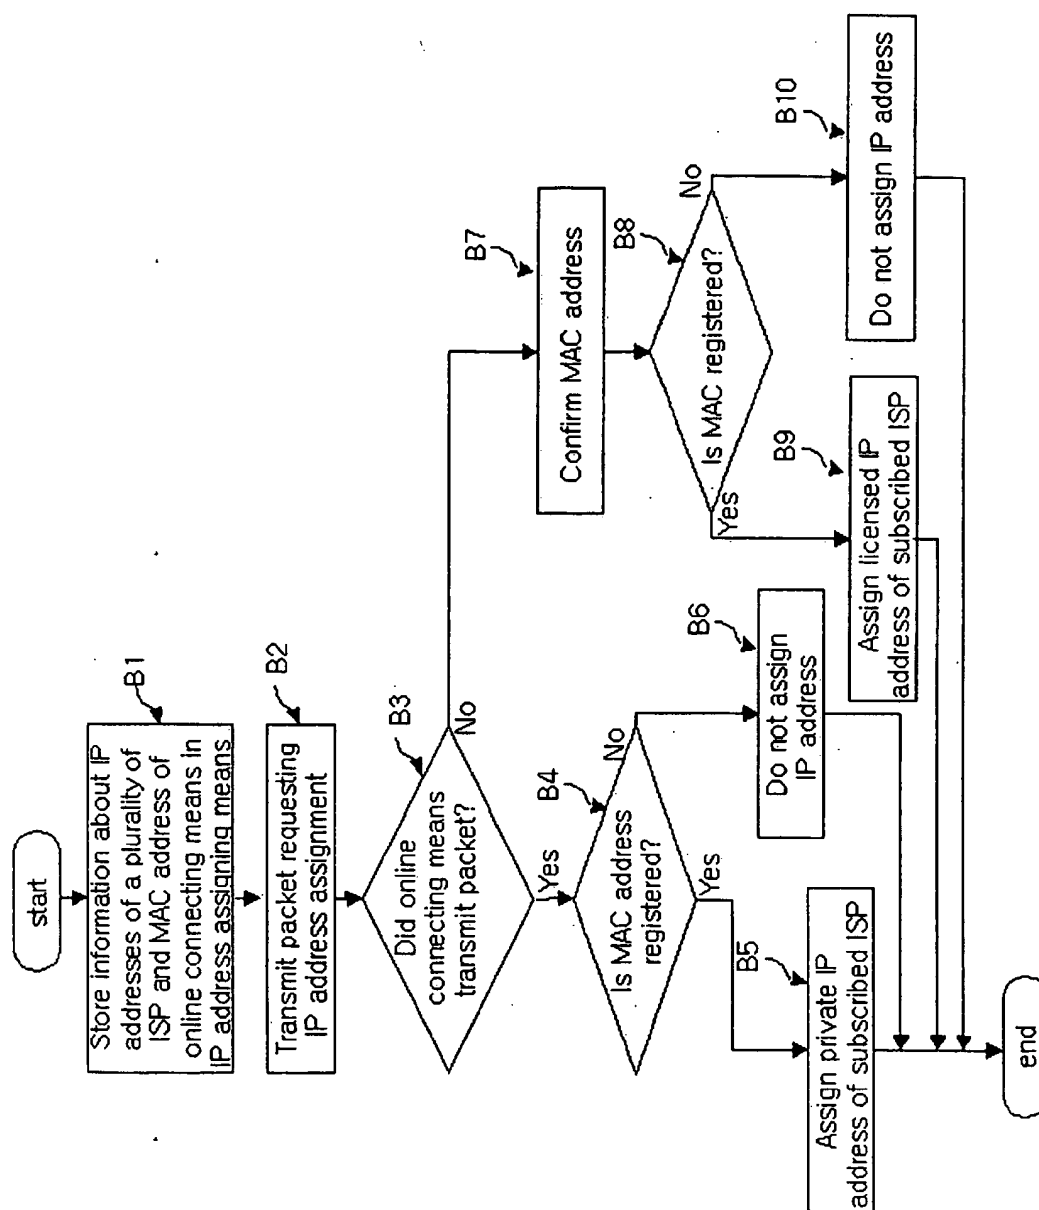 start
B1
Store information about IP
addresses of a plurality of
ISP and MAC address of
online connecting means in
IP address assigning means
B2
Transmit packet requesting
IP address assignment
B3
Did online
connecting means
transmit packet?
No
Yes
B4
Is MAC address
registered?
No
Yes
B5
Assign private IP
address of subscribed ISP
B6
Do not assign
IP address
B7
Confirm MAC address
B8
Is MAC registered?
No
Yes
B9
Assign licensed IP
address of subscribed ISP
B10
Do not assign IP address
end